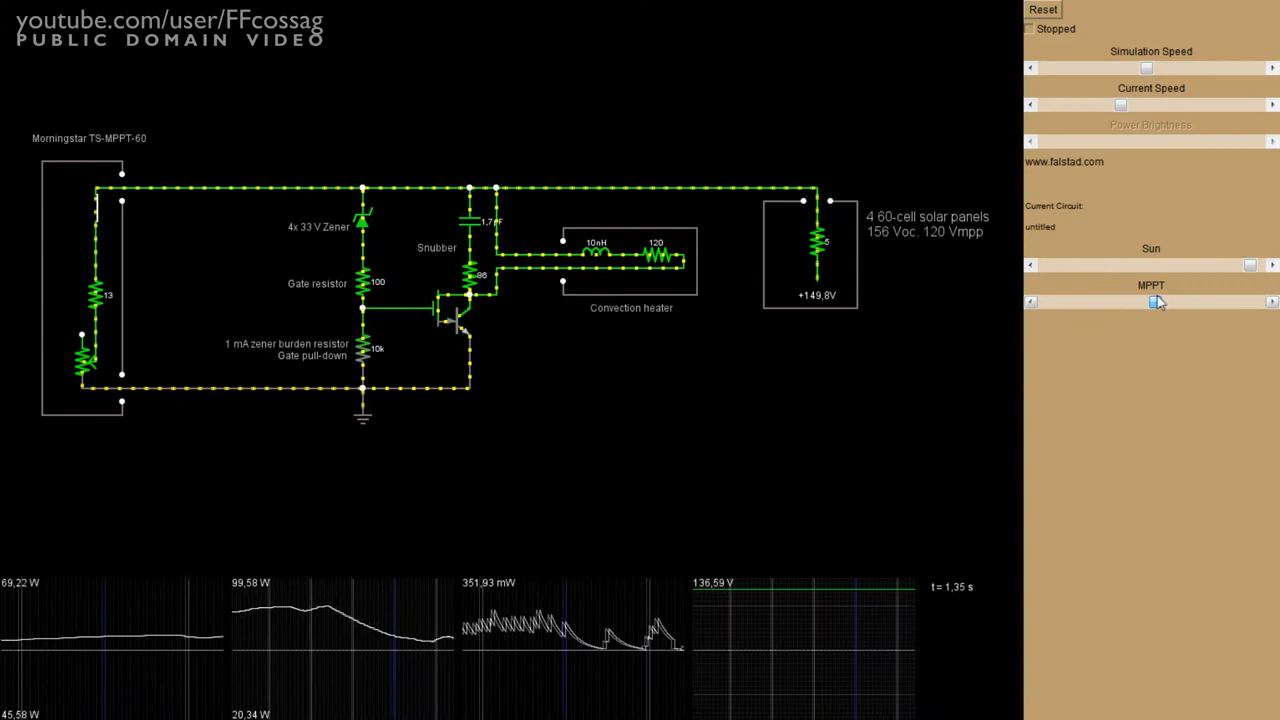 youtube.com/user/FFcossag
PUBLIC DOMAIN VIDEO
Reset
Stopped
Simulation Speed
Current Speed
Power Brightness
www.falstad.com
Current Circuit:
untitled
Sun
MPPT
Morningstar TS-MPPT-60
13
4x 33 V Zener
Gate resistor
100
1 mA zener burden resistor
Gate pull-down
10k
Snubber
86
10nH
120
Convection heater
5
+149,8V
4 60-cell solar panels
156 Voc. 120 Vmpp
69,22 W
99,58 W
351,93 mW
136,59 V
t = 1,35 s
45,58 W
20,34 W